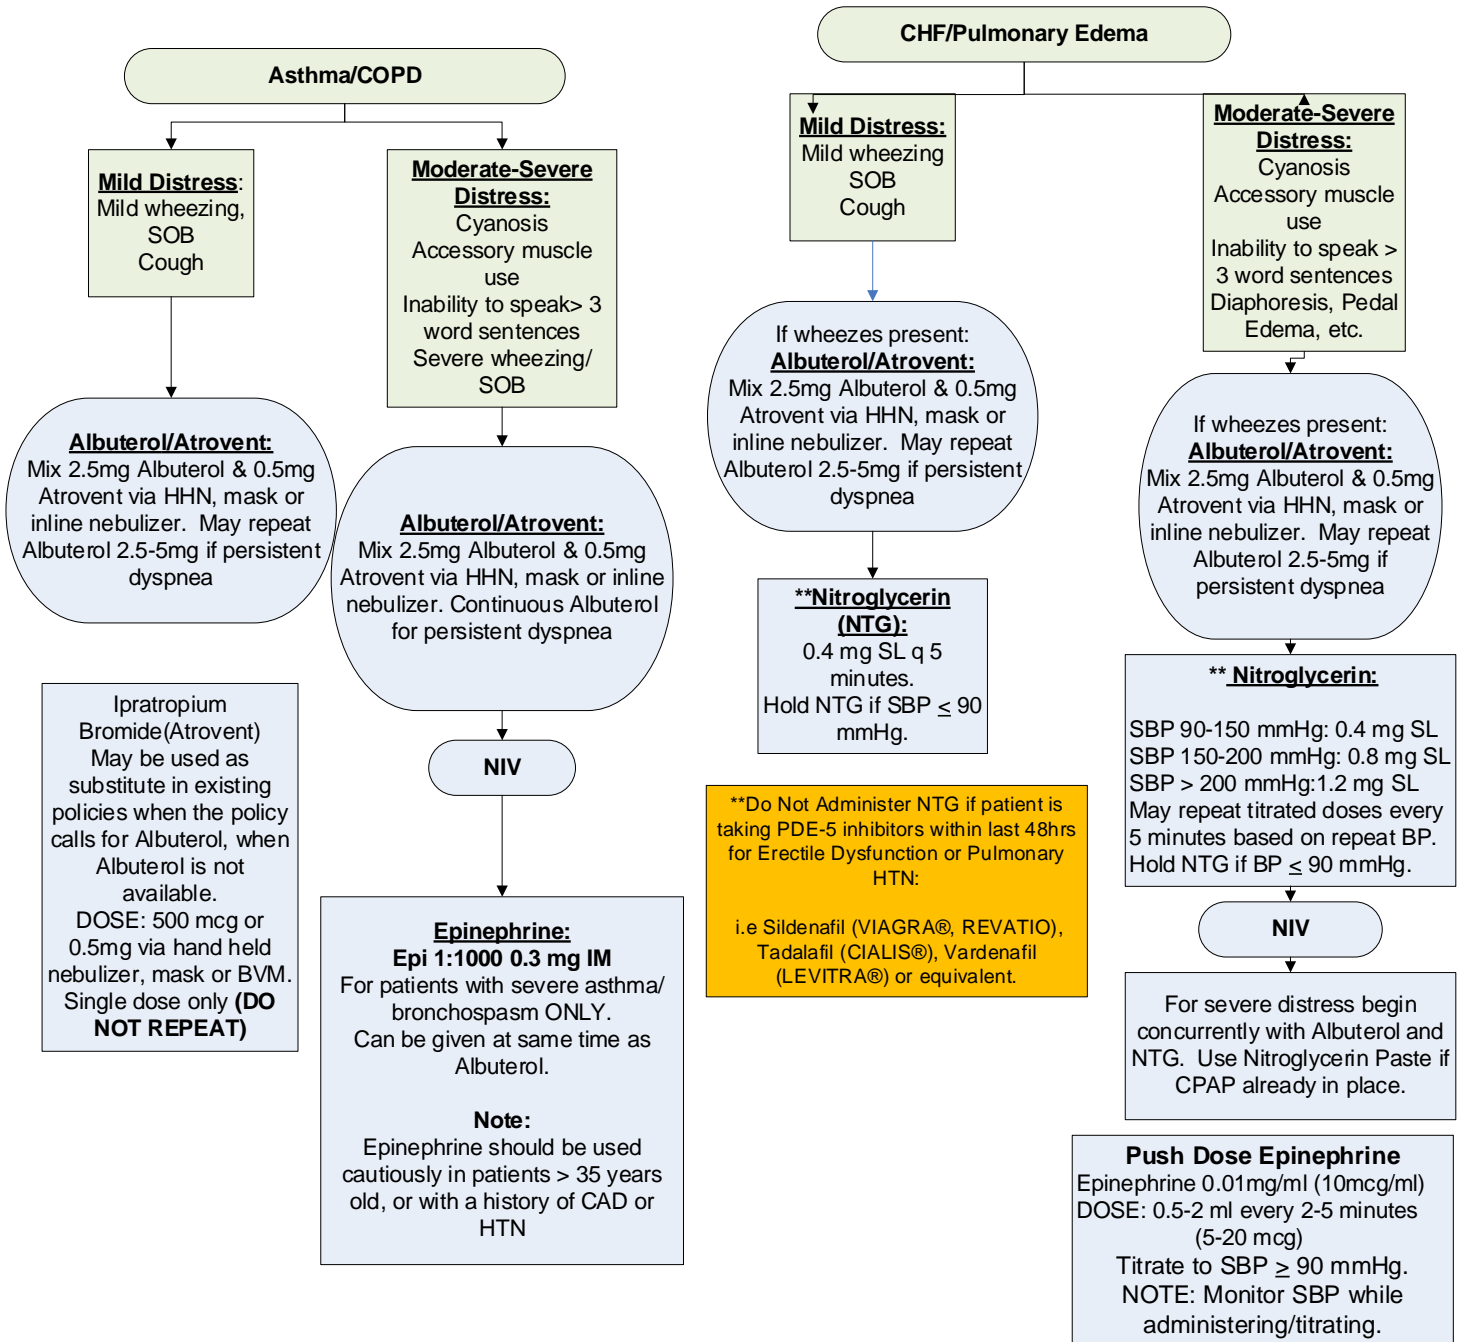 Asthma/COPD
Mild Distress:
Mild wheezing,
SOB
Cough
Albuterol/Atrovent:
Mix 2.5mg Albuterol & 0.5mg
Atrovent via HHN, mask or
inline nebulizer.  May repeat
Albuterol 2.5-5mg if persistent
dyspnea
Ipratropium
Bromide(Atrovent)
May be used as
substitute in existing
policies when the policy
calls for Albuterol, when
Albuterol is not
available.
DOSE: 500 mcg or
0.5mg via hand held
nebulizer, mask or BVM.
Single dose only (DO
NOT REPEAT)
Moderate-Severe
Distress:
Cyanosis
Accessory muscle
use
Inability to speak> 3
word sentences
Severe wheezing/
SOB
Albuterol/Atrovent:
Mix 2.5mg Albuterol & 0.5mg
Atrovent via HHN, mask or inline
nebulizer. Continuous Albuterol
for persistent dyspnea
NIV
Epinephrine:
Epi 1:1000 0.3 mg IM
For patients with severe asthma/
bronchospasm ONLY.
Can be given at same time as
Albuterol.
Note:
Epinephrine should be used
cautiously in patients > 35 years
old, or with a history of CAD or
HTN
CHF/Pulmonary Edema
Mild Distress:
Mild wheezing
SOB
Cough
If wheezes present:
Albuterol/Atrovent:
Mix 2.5mg Albuterol & 0.5mg
Atrovent via HHN, mask or
inline nebulizer.  May repeat
Albuterol 2.5-5mg if persistent
dyspnea
**Nitroglycerin
(NTG):
0.4 mg SL q 5
minutes.
Hold NTG if SBP ≤ 90
mmHg.
**Do Not Administer NTG if patient is
taking PDE-5 inhibitors within last 48hrs
for Erectile Dysfunction or Pulmonary
HTN:
i.e Sildenafil (VIAGRA®, REVATIO),
Tadalafil (CIALIS®), Vardenafil
(LEVITRA®) or equivalent.
Moderate-Severe
Distress:
Cyanosis
Accessory muscle
use
Inability to speak >
3 word sentences
Diaphoresis, Pedal
Edema, etc.
If wheezes present:
Albuterol/Atrovent:
Mix 2.5mg Albuterol & 0.5mg
Atrovent via HHN, mask or
inline nebulizer.  May repeat
Albuterol 2.5-5mg if
persistent dyspnea
** Nitroglycerin:
SBP 90-150 mmHg: 0.4 mg SL
SBP 150-200 mmHg: 0.8 mg SL
SBP > 200 mmHg:1.2 mg SL
May repeat titrated doses every
5 minutes based on repeat BP.
Hold NTG if BP ≤ 90 mmHg.
NIV
For severe distress begin
concurrently with Albuterol and
NTG.  Use Nitroglycerin Paste if
CPAP already in place.
Push Dose Epinephrine
Epinephrine 0.01mg/ml (10mcg/ml)
DOSE: 0.5-2 ml every 2-5 minutes
(5-20 mcg)
Titrate to SBP ≥ 90 mmHg.
NOTE: Monitor SBP while
administering/titrating.